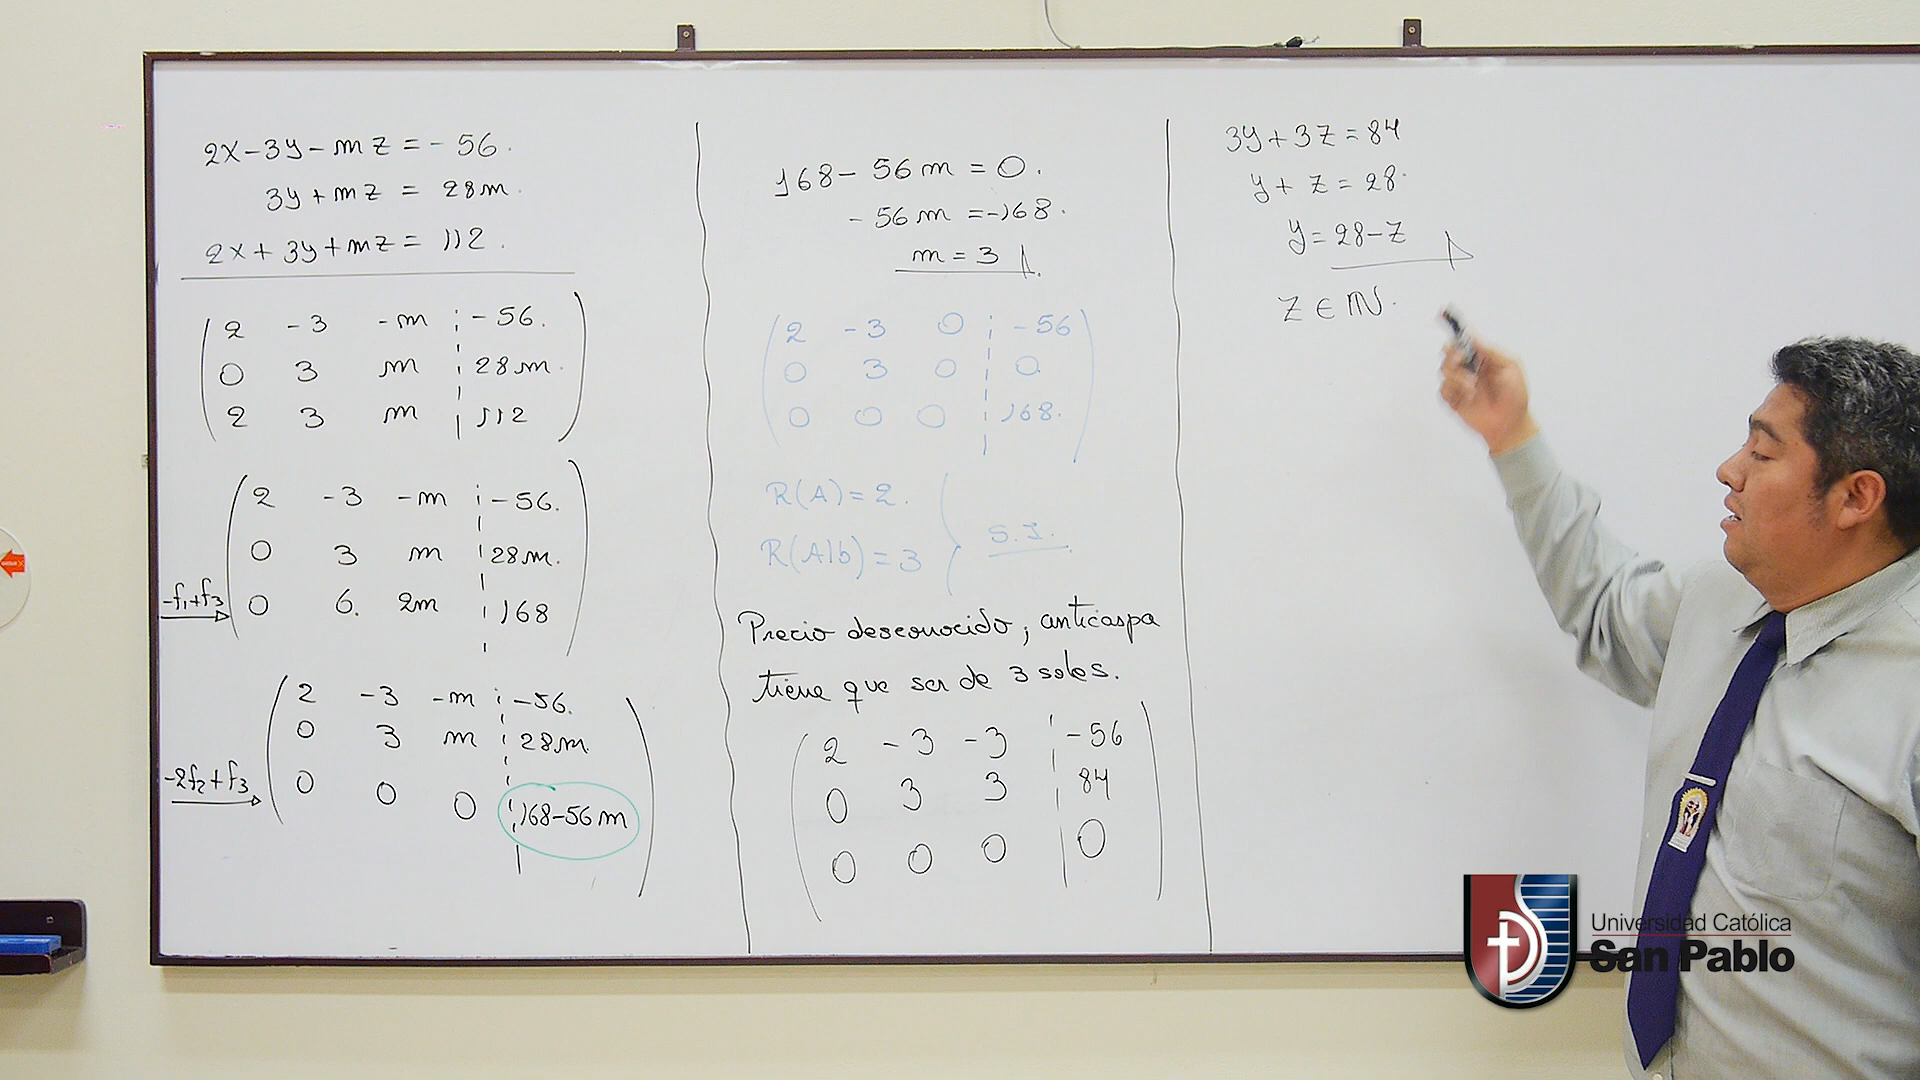 2x-3y-mz=-56.
3y+mz=28m.
2x+3y+mz=112.
2 -3 -m -56.
0 3 m 28m.
2 3 m 112
2 -3 -m -56.
0 3 m 28m.
-f1+f3 0 6. 2m 168
2 -3 -m -56.
0 3 m 28m
-2f2+f3 0 0 0 168-56m
168-56m=0.
-56m=-168.
m=3
2 -3 0 -56
0 3 0 0
0 0 0 168.
R(A)=2.
R(A|b)=3
S.I.
Precio desconocido; anticaspa
tiene que ser de 3 soles.
2 -3 -3 -56
0 3 3 84
0 0 0 0
3y+3z=84
y+z=28.
y=28-z
z∈ℕ.
Universidad Católica
San Pablo